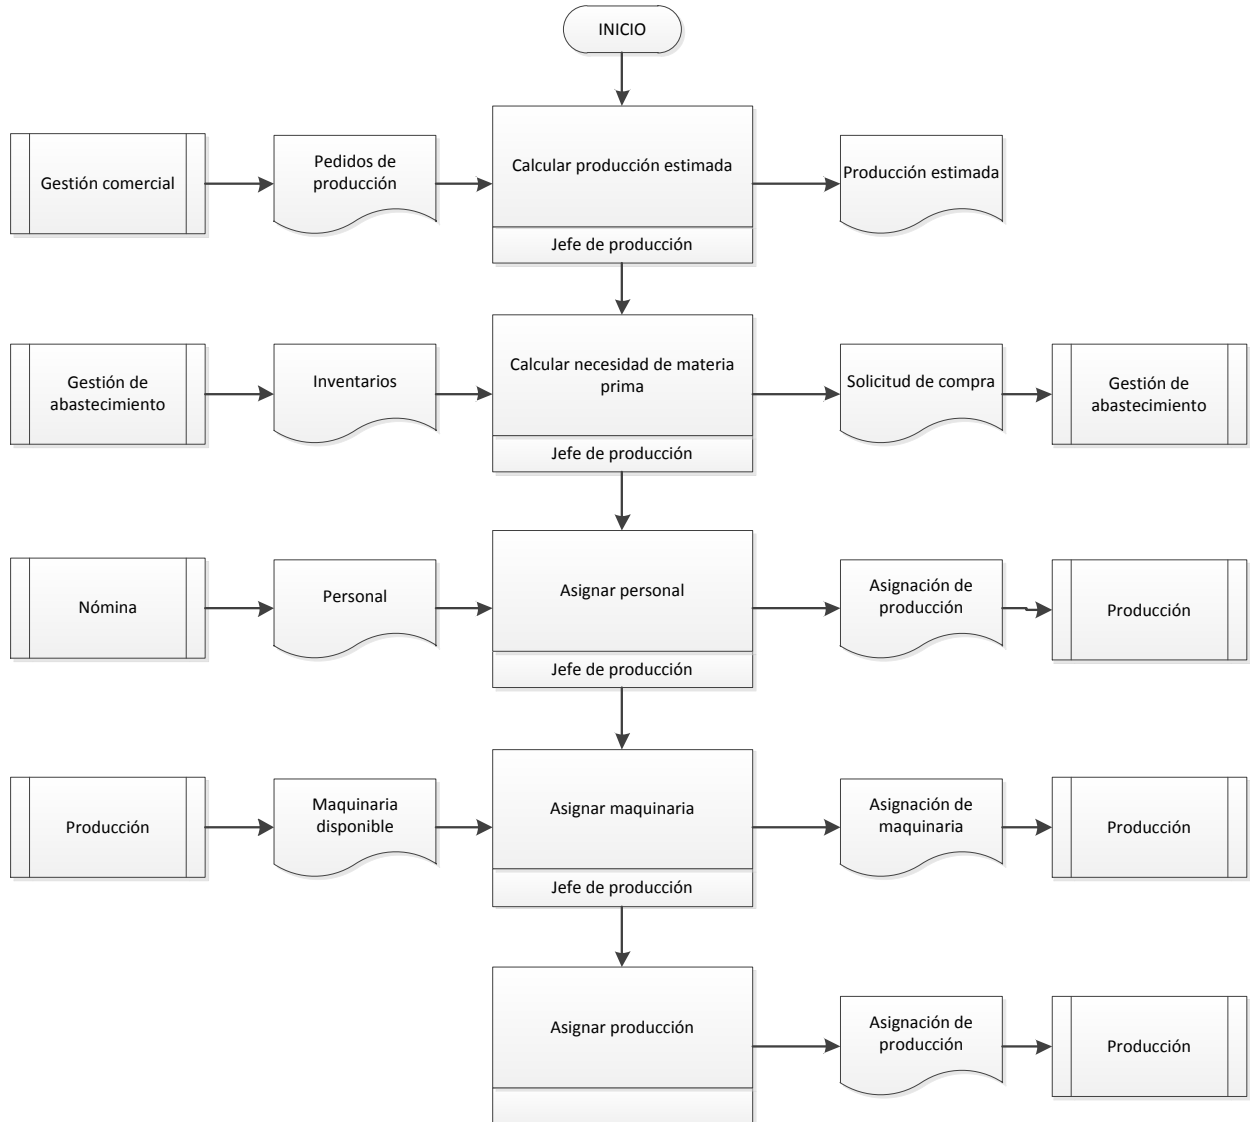 INICIO
Gestión comercial
Pedidos de
producción
Calcular producción estimada
Jefe de producción
Producción estimada
Gestión de
abastecimiento
Inventarios
Calcular necesidad de materia
prima
Jefe de producción
Solicitud de compra
Gestión de
abastecimiento
Nómina
Personal
Asignar personal
Jefe de producción
Asignación de
producción
Producción
Producción
Maquinaria
disponible
Asignar maquinaria
Jefe de producción
Asignación de
maquinaria
Producción
Asignar producción
Asignación de
producción
Producción